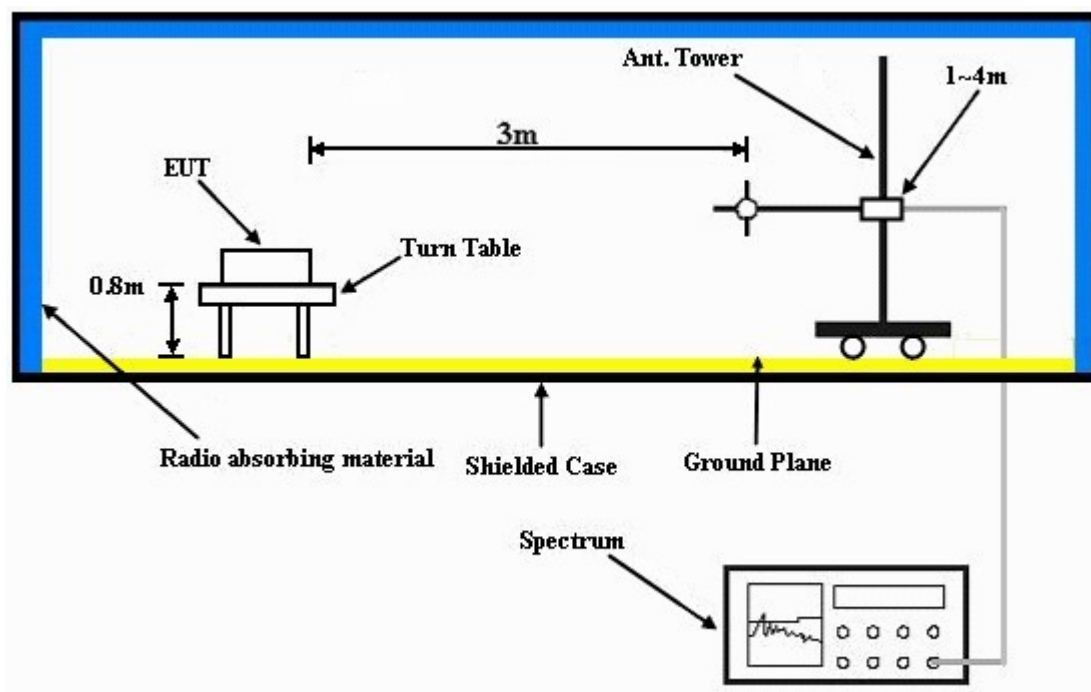 Ant. Tower
1~4m
3m
EUT
Turn Table
0.8m
Radio absorbing material
Shielded Case
Ground Plane
Spectrum